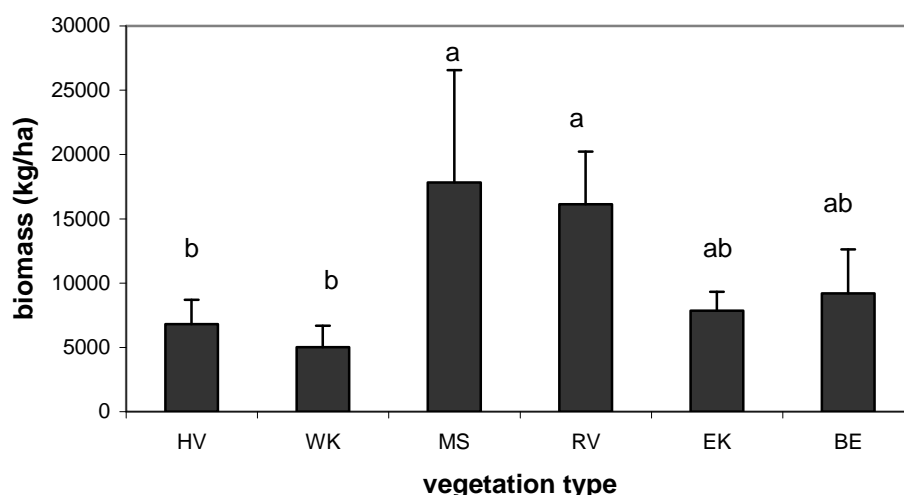 30000
a
25000
a
20000
biomass (kg/ha)
15000
ab
b
ab
10000
b
5000
0
HV WK MS RV EK BE
vegetation type